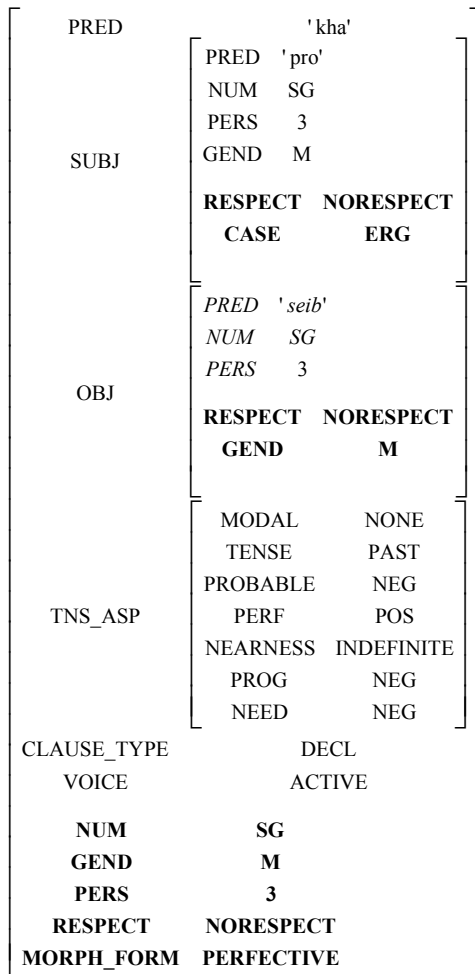 PRED 'kha'
PRED 'pro'
NUM SG
PERS 3
SUBJ GEND M
RESPECT NORESPECT
CASE ERG
PRED 'seib'
NUM SG
PERS 3
OBJ
RESPECT NORESPECT
GEND M
MODAL NONE
TENSE PAST
PROBABLE NEG
TNS_ASP PERF POS
NEARNESS INDEFINITE
PROG NEG
NEED NEG
CLAUSE_TYPE DECL
VOICE ACTIVE
NUM SG
GEND M
PERS 3
RESPECT NORESPECT
MORPH_FORM PERFECTIVE